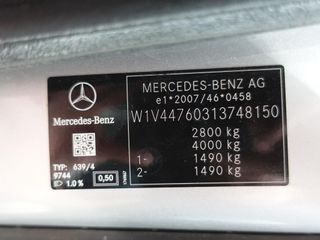 MERCEDES-BENZ AG
e1*2007/46*0458
W1V44760313748150
2800 kg
4000 kg
1- 1490 kg
2- 1490 kg
Mercedes-Benz
TYP: 639/4
9744
1.0 % 0,50